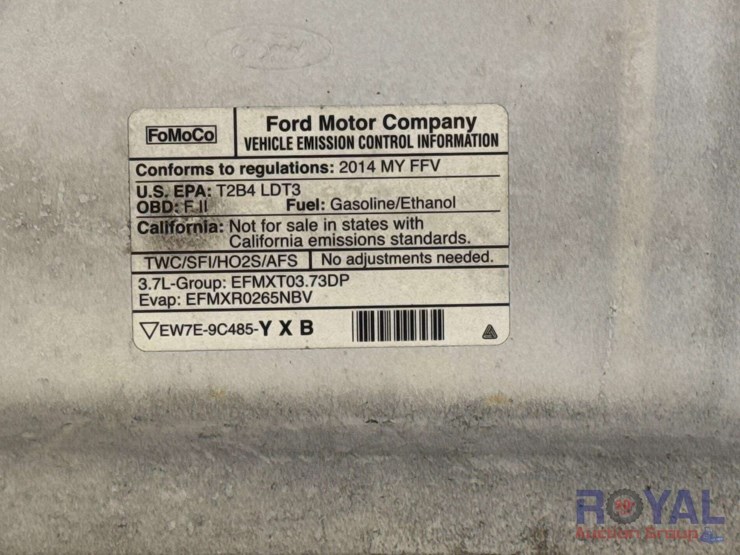 FoMoCo
Ford Motor Company
VEHICLE EMISSION CONTROL INFORMATION
Conforms to regulations: 2014 MY FFV
U.S. EPA: T2B4 LDT3
OBD: F II Fuel: Gasoline/Ethanol
California: Not for sale in states with
California emissions standards.
TWC/SFI/HO2S/AFS No adjustments needed.
3.7L-Group: EFMXT03.73DP
Evap: EFMXR0265NBV
EW7E-9C485-Y X B
ROYAL
Auction Group